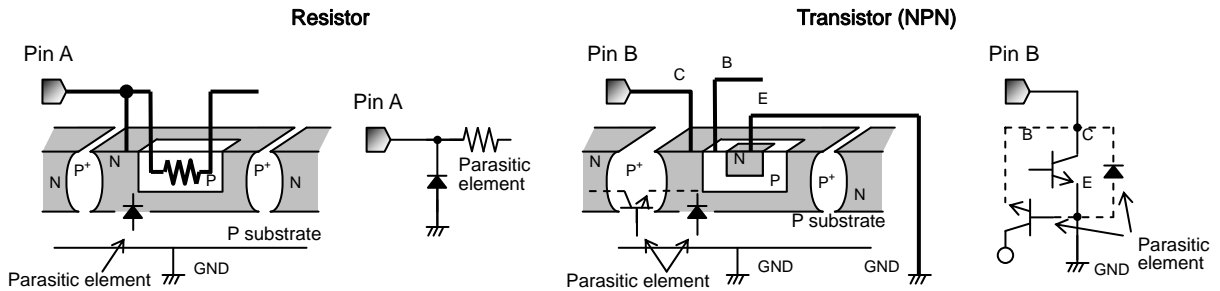 Resistor
Transistor (NPN)
Pin A
Pin B
B
Pin B
C
E
Pin A
B
C
N
P+
N
P+
N
P
Parasitic
element
N
P+
N
P+
N
P
E
P substrate
P substrate
Parasitic element
GND
Parasitic element
GND
GND
GND
Parasitic
element